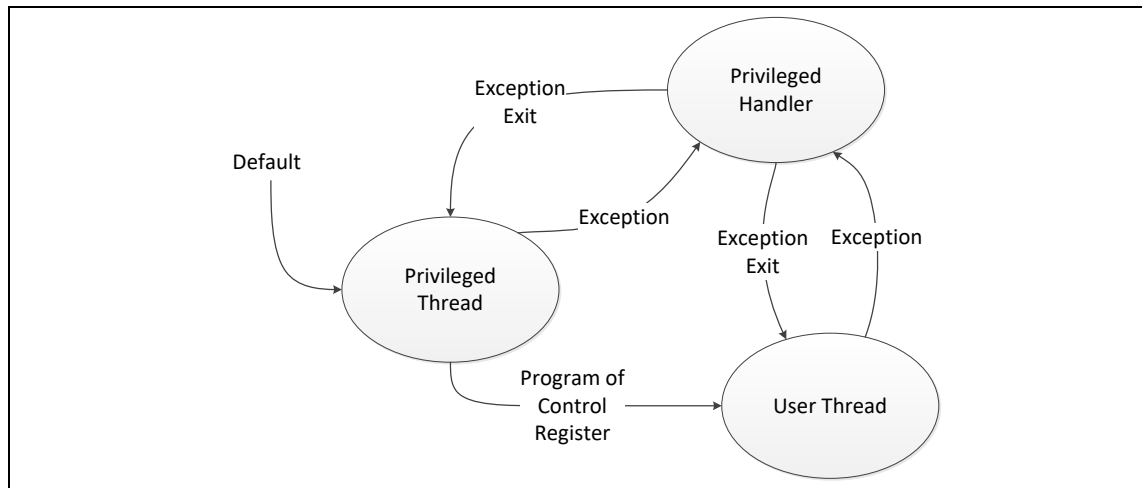 Privileged
Handler
Exception
Exit
Default
Exception
Privileged
Thread
Exception
Exit
Exception
Program of
Control
Register
User Thread